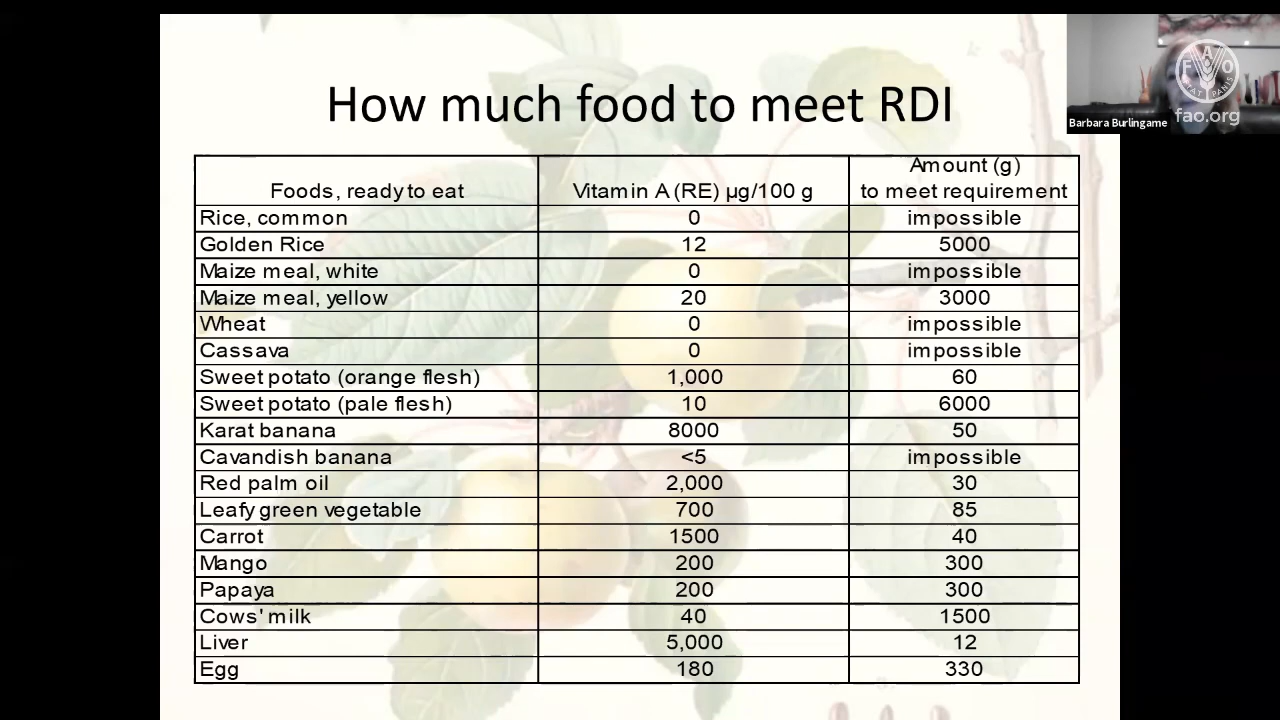 How much food to meet RDI
Foods, ready to eat Vitamin A (RE) µg/100 g Amount (g) to meet requirement
Rice, common 0 impossible
Golden Rice 12 5000
Maize meal, white 0 impossible
Maize meal, yellow 20 3000
Wheat 0 impossible
Cassava 0 impossible
Sweet potato (orange flesh) 1,000 60
Sweet potato (pale flesh) 10 6000
Karat banana 8000 50
Cavandish banana <5 impossible
Red palm oil 2,000 30
Leafy green vegetable 700 85
Carrot 1500 40
Mango 200 300
Papaya 200 300
Cows' milk 40 1500
Liver 5,000 12
Egg 180 330
F A O
FIAT PANIS
fao.org
Barbara Burlingame